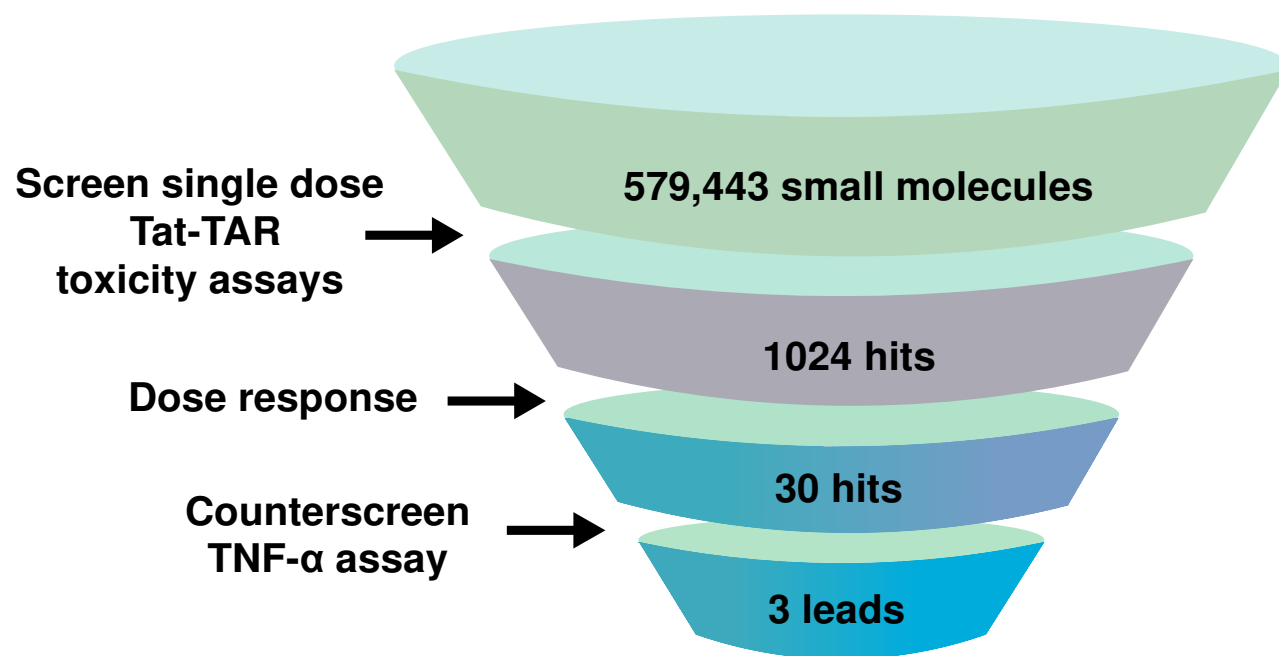 579,443 small molecules
Screen single dose
Tat-TAR
toxicity assays
1024 hits
Dose response
30 hits
Counterscreen
TNF-α assay
3 leads